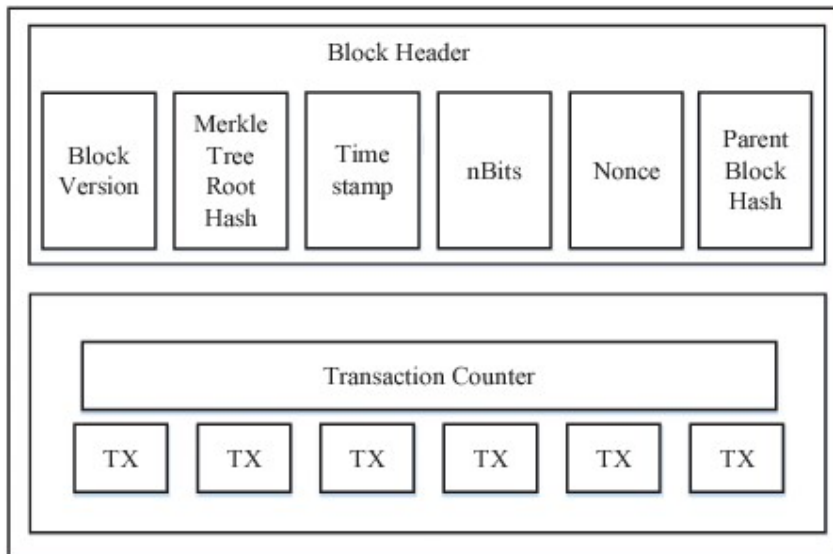 Block Header
Block
Version
Merkle
Tree
Root
Hash
Time
stamp
nBits
Nonce
Parent
Block
Hash
Transaction Counter
TX
TX
TX
TX
TX
TX